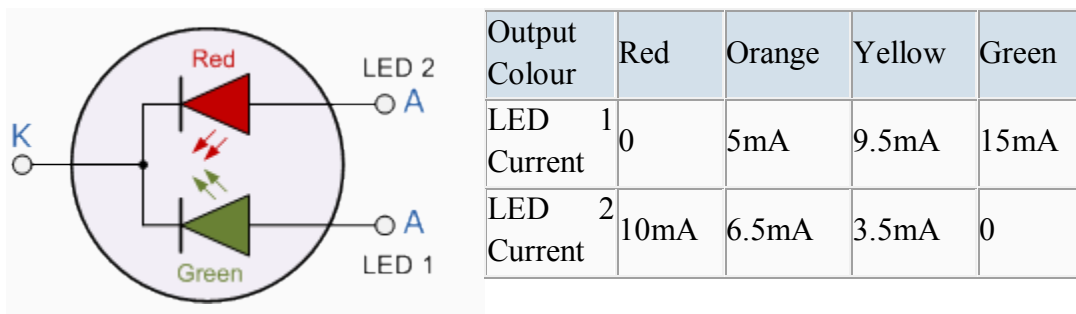 Red
LED 2
A
K
A
Green
LED 1
Output Colour Red Orange Yellow Green
LED 1 Current 0 5mA 9.5mA 15mA
LED 2 Current 10mA 6.5mA 3.5mA 0